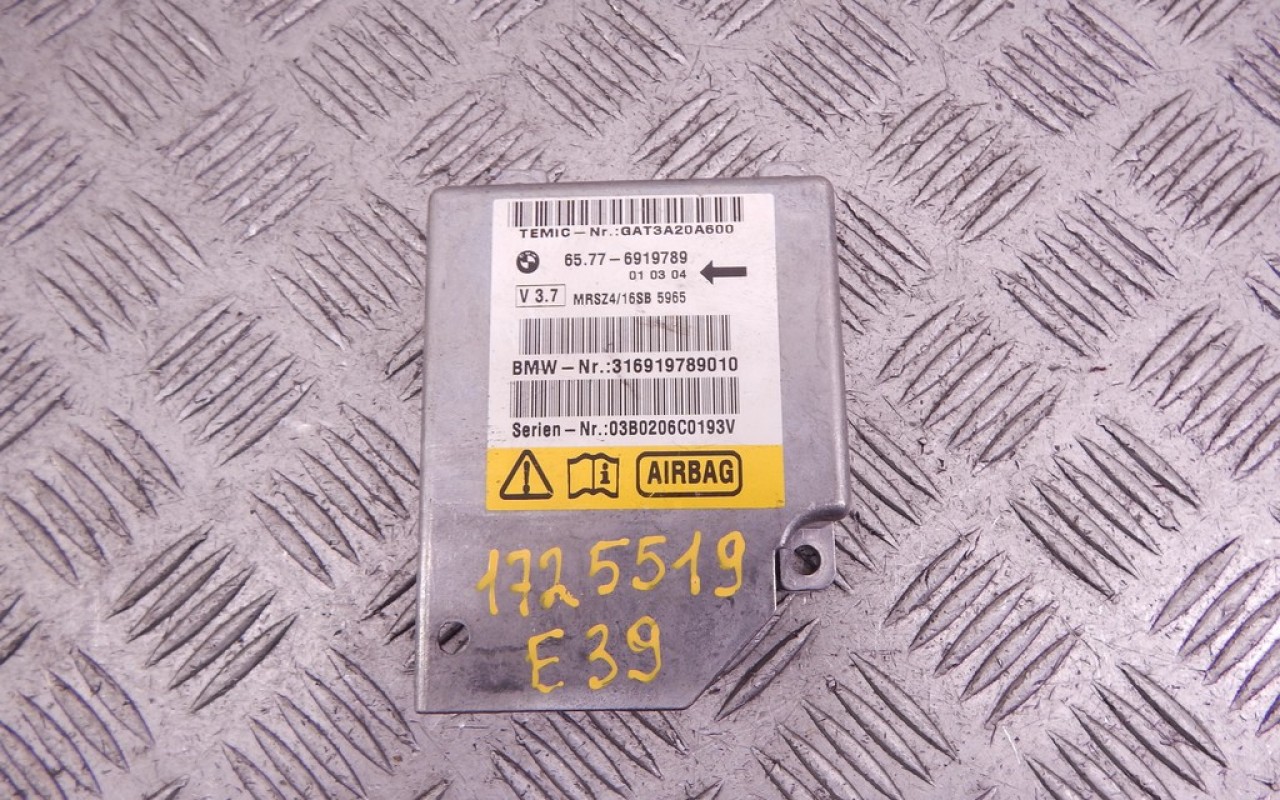 TEMIC-Nr.:GAT3A20A600
65.77-6919789
01 03 04
V 3.7 MRSZ4/16SB 5965
BMW-Nr.:316919789010
Serien-Nr.:03B0206C0193V
AIRBAG
1725519
E39